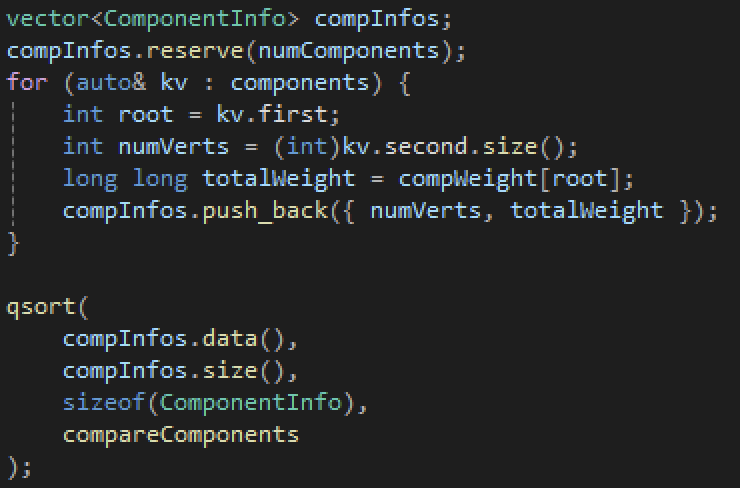 vector<ComponentInfo> compInfos;
compInfos.reserve(numComponents);
for (auto& kv : components) {
    int root = kv.first;
    int numVerts = (int)kv.second.size();
    long long totalWeight = compWeight[root];
    compInfos.push_back({ numVerts, totalWeight });
}

qsort(
    compInfos.data(),
    compInfos.size(),
    sizeof(ComponentInfo),
    compareComponents
);